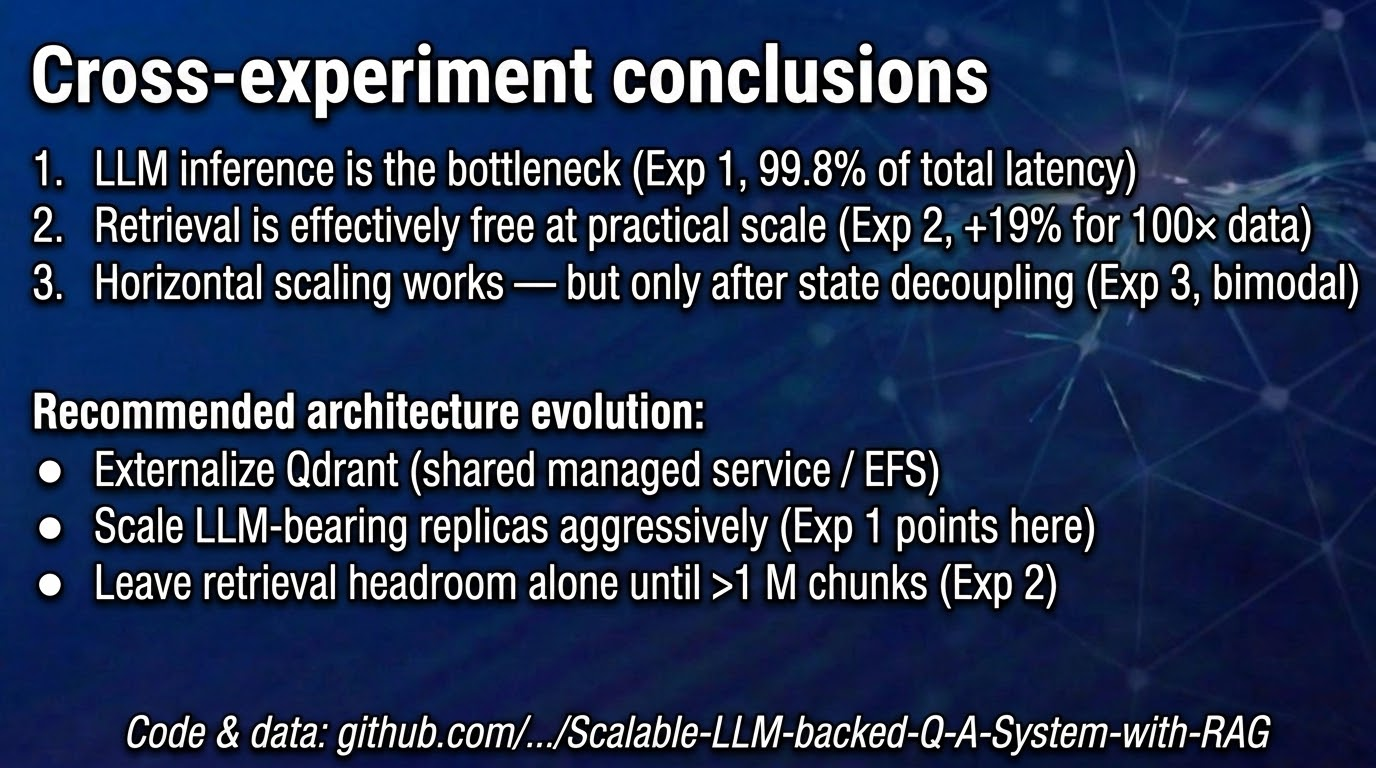 Cross-experiment conclusions
1. LLM inference is the bottleneck (Exp 1, 99.8% of total latency)
2. Retrieval is effectively free at practical scale (Exp 2, +19% for 100× data)
3. Horizontal scaling works — but only after state decoupling (Exp 3, bimodal)
Recommended architecture evolution:
● Externalize Qdrant (shared managed service / EFS)
● Scale LLM-bearing replicas aggressively (Exp 1 points here)
● Leave retrieval headroom alone until >1 M chunks (Exp 2)
Code & data: github.com/.../Scalable-LLM-backed-Q-A-System-with-RAG